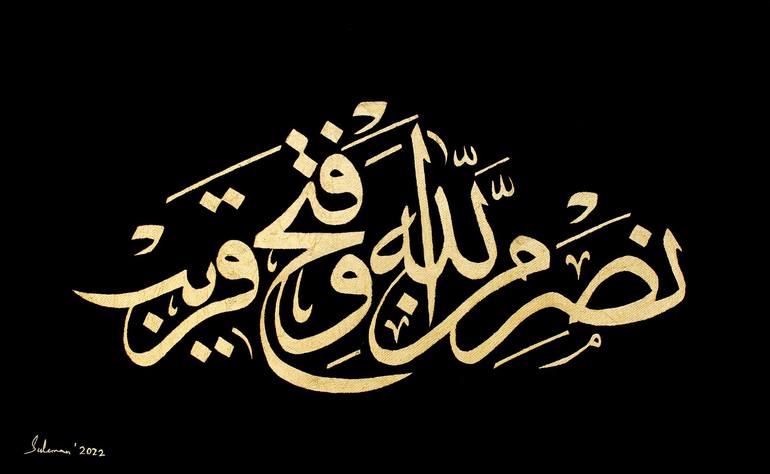 نَصْرٌ مِّنَ اللَّهِ وَفَتْحٌ قَرِيبٌ
Suleman '2022